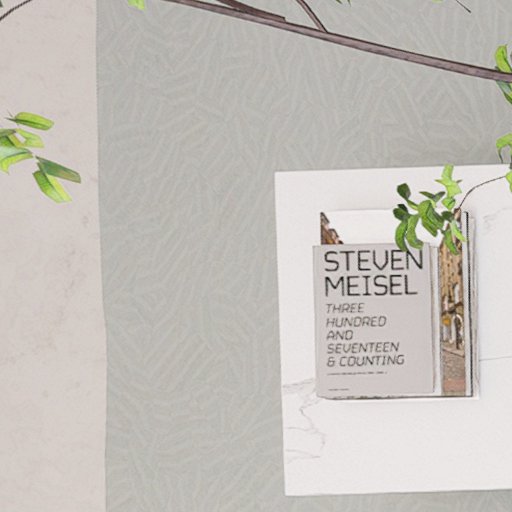 STEVEN
MEISEL
THREE
HUNDRED
AND
SEVENTEEN
& COUNTING